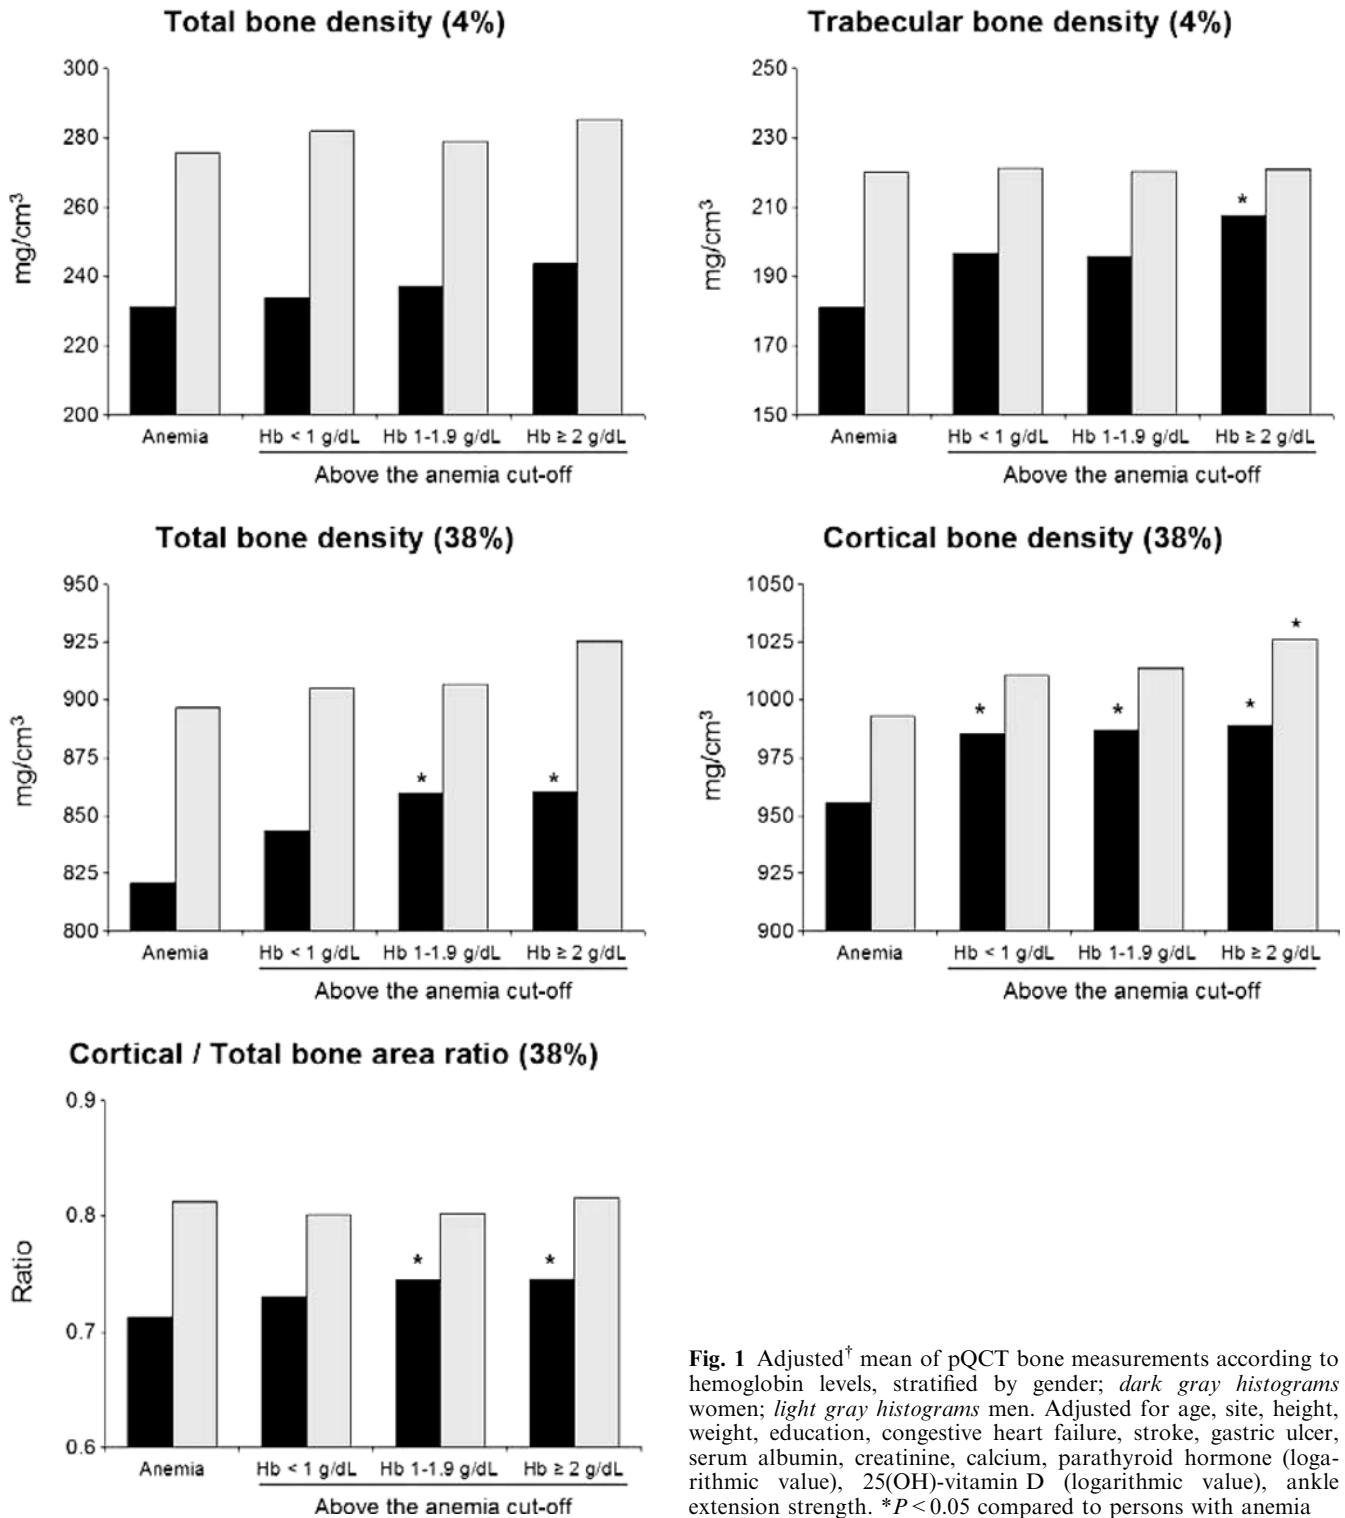 Total bone density (4%)
300
280
260
240
220
200
mg/cm³
Anemia
Hb < 1 g/dL
Hb 1-1.9 g/dL
Hb ≥ 2 g/dL
Above the anemia cut-off
Trabecular bone density (4%)
250
230
210
190
170
150
mg/cm³
*
Anemia
Hb < 1 g/dL
Hb 1-1.9 g/dL
Hb ≥ 2 g/dL
Above the anemia cut-off
Total bone density (38%)
950
925
900
875
850
825
800
mg/cm³
* *
Anemia
Hb < 1 g/dL
Hb 1-1.9 g/dL
Hb ≥ 2 g/dL
Above the anemia cut-off
Cortical bone density (38%)
1050
1025
1000
975
950
925
900
mg/cm³
* * * *
Anemia
Hb < 1 g/dL
Hb 1-1.9 g/dL
Hb ≥ 2 g/dL
Above the anemia cut-off
Cortical / Total bone area ratio (38%)
0.9
0.8
0.7
0.6
Ratio
* *
Anemia
Hb < 1 g/dL
Hb 1-1.9 g/dL
Hb ≥ 2 g/dL
Above the anemia cut-off
Fig. 1 Adjusted† mean of pQCT bone measurements according to
hemoglobin levels, stratified by gender; dark gray histograms
women; light gray histograms men. Adjusted for age, site, height,
weight, education, congestive heart failure, stroke, gastric ulcer,
serum albumin, creatinine, calcium, parathyroid hormone (loga-
rithmic value), 25(OH)-vitamin D (logarithmic value), ankle
extension strength. *P < 0.05 compared to persons with anemia